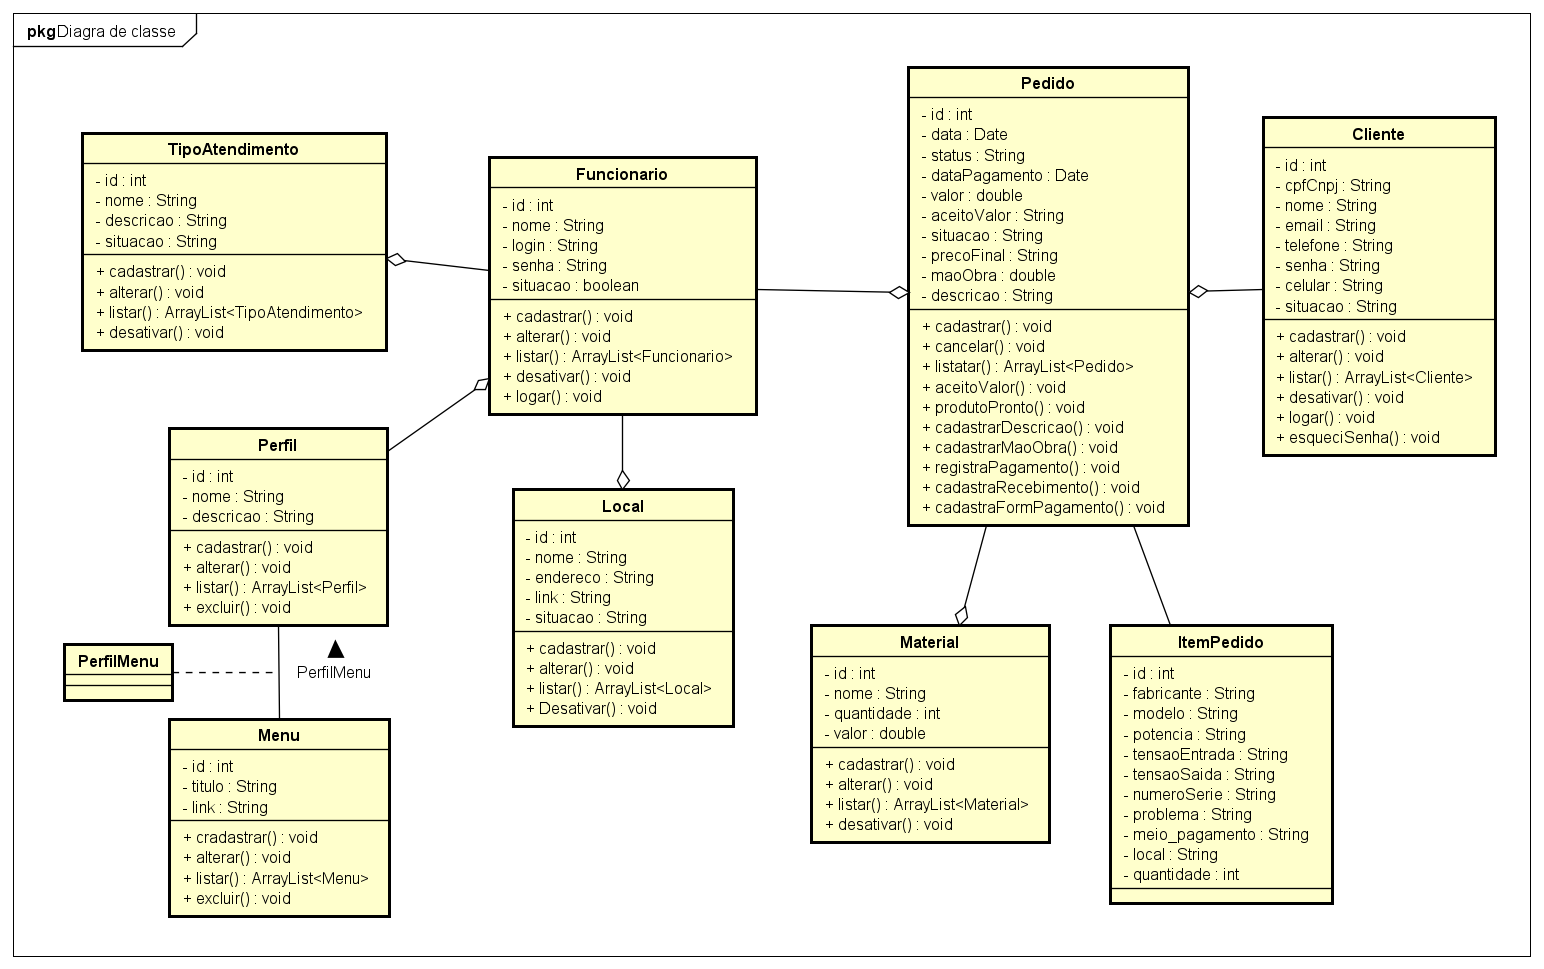 pkg Diagra de classe
TipoAtendimento
- id : int
- nome : String
- descricao : String
- situacao : String
+ cadastrar() : void
+ alterar() : void
+ listar() : ArrayList<TipoAtendimento>
+ desativar() : void
Funcionario
- id : int
- nome : String
- login : String
- senha : String
- situacao : boolean
+ cadastrar() : void
+ alterar() : void
+ listar() : ArrayList<Funcionario>
+ desativar() : void
+ logar() : void
Pedido
- id : int
- data : Date
- status : String
- dataPagamento : Date
- valor : double
- aceitoValor : String
- situacao : String
- precoFinal : String
- maoObra : double
- descricao : String
+ cadastrar() : void
+ cancelar() : void
+ listatar() : ArrayList<Pedido>
+ aceitoValor() : void
+ produtoPronto() : void
+ cadastrarDescricao() : void
+ cadastrarMaoObra() : void
+ registraPagamento() : void
+ cadastraRecebimento() : void
+ cadastraFormPagamento() : void
Cliente
- id : int
- cpfCnpj : String
- nome : String
- email : String
- telefone : String
- senha : String
- celular : String
- situacao : String
+ cadastrar() : void
+ alterar() : void
+ listar() : ArrayList<Cliente>
+ desativar() : void
+ logar() : void
+ esqueciSenha() : void
Perfil
- id : int
- nome : String
- descricao : String
+ cadastrar() : void
+ alterar() : void
+ listar() : ArrayList<Perfil>
+ excluir() : void
Local
- id : int
- nome : String
- endereco : String
- link : String
- situacao : String
+ cadastrar() : void
+ alterar() : void
+ listar() : ArrayList<Local>
+ Desativar() : void
PerfilMenu
PerfilMenu
Menu
- id : int
- titulo : String
- link : String
+ cradastrar() : void
+ alterar() : void
+ listar() : ArrayList<Menu>
+ excluir() : void
Material
- id : int
- nome : String
- quantidade : int
- valor : double
+ cadastrar() : void
+ alterar() : void
+ listar() : ArrayList<Material>
+ desativar() : void
ItemPedido
- id : int
- fabricante : String
- modelo : String
- potencia : String
- tensaoEntrada : String
- tensaoSaida : String
- numeroSerie : String
- problema : String
- meio_pagamento : String
- local : String
- quantidade : int